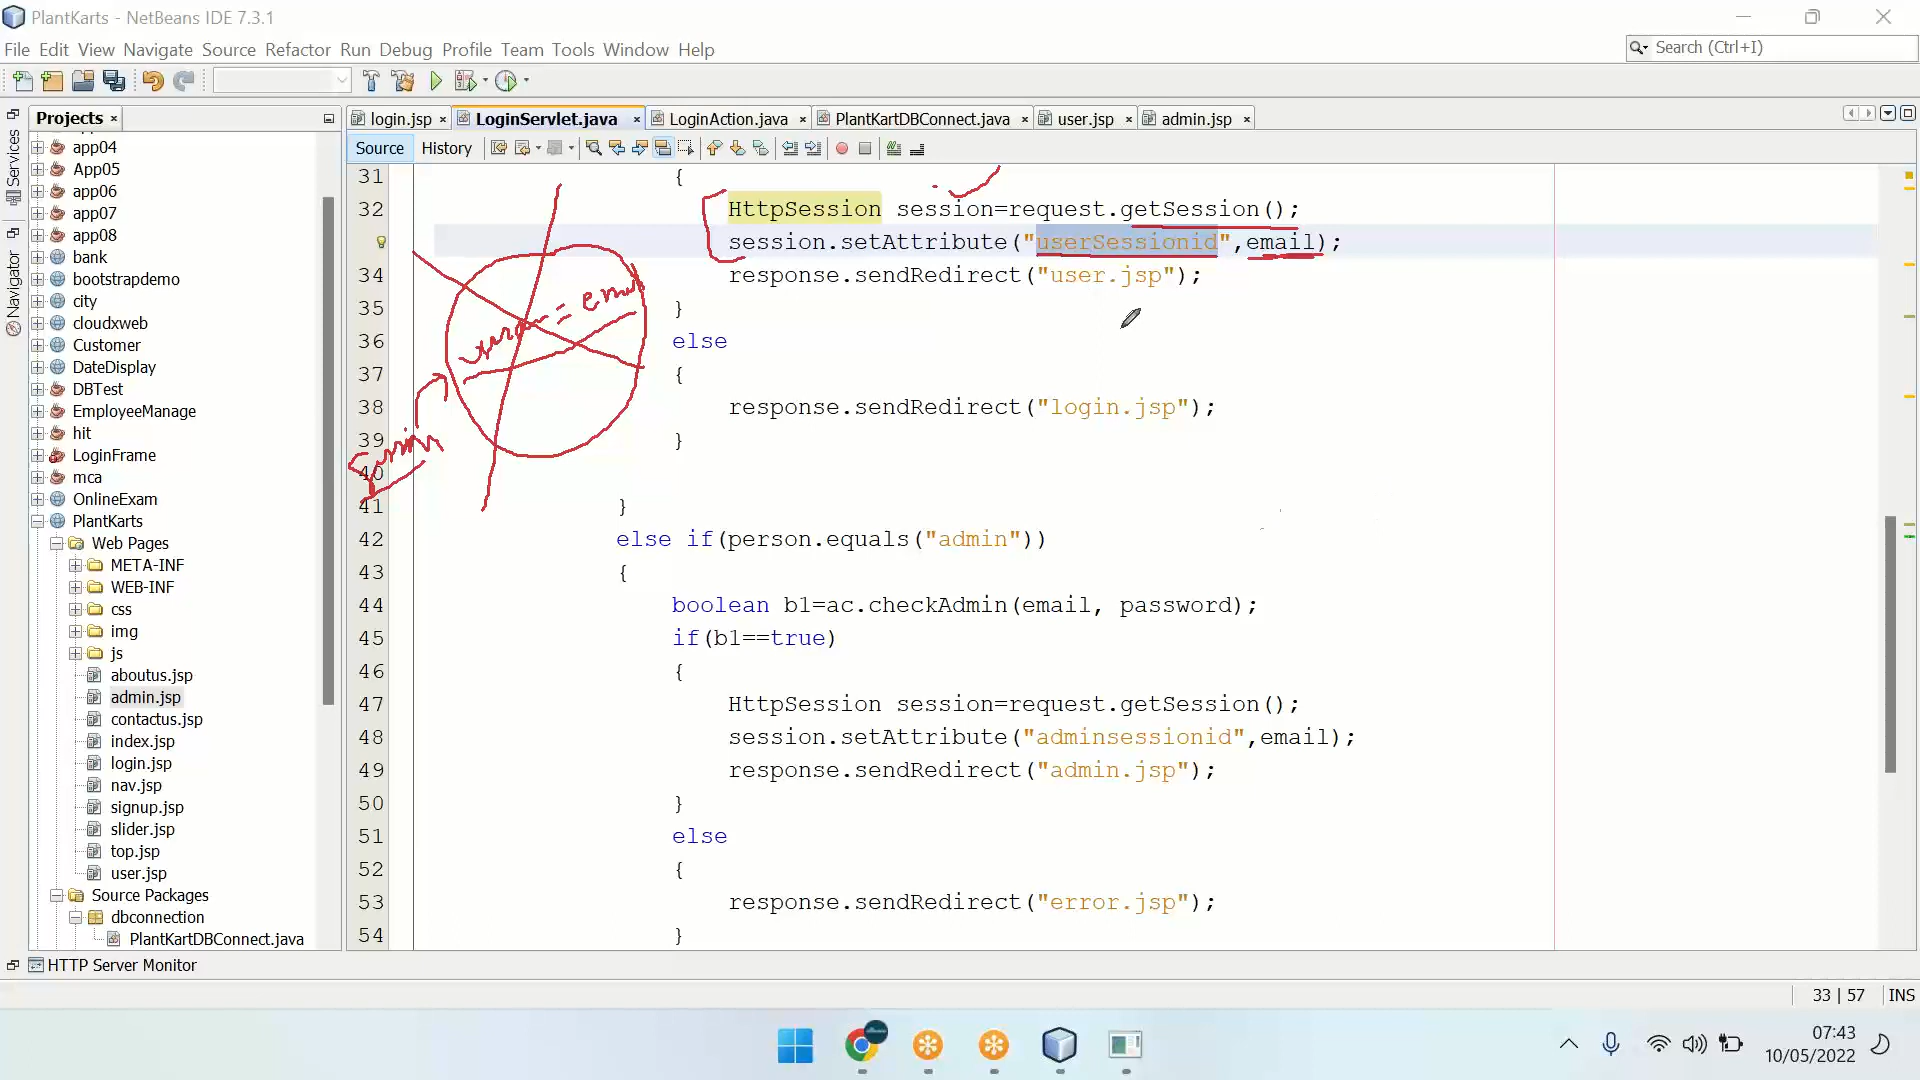 PlantKarts - NetBeans IDE 7.3.1
File Edit View Navigate Source Refactor Run Debug Profile Team Tools Window Help
Search (Ctrl+I)
Services
Navigator
Projects
app04
App05
app06
app07
app08
bank
bootstrapdemo
city
cloudxweb
Customer
DateDisplay
DBTest
EmployeeManage
hit
LoginFrame
mca
OnlineExam
PlantKarts
Web Pages
META-INF
WEB-INF
css
img
js
aboutus.jsp
admin.jsp
contactus.jsp
index.jsp
login.jsp
nav.jsp
signup.jsp
slider.jsp
top.jsp
user.jsp
Source Packages
dbconnection
PlantKartDBConnect.java
login.jsp LoginServlet.java LoginAction.java PlantKartDBConnect.java user.jsp admin.jsp
Source History
31 {
32 HttpSession session=request.getSession();
session.setAttribute("userSessionid",email);
34 response.sendRedirect("user.jsp");
35 }
36 else
37 {
38 response.sendRedirect("login.jsp");
39 }
40
41 }
42 else if(person.equals("admin"))
43 {
44 boolean b1=ac.checkAdmin(email, password);
45 if(b1==true)
46 {
47 HttpSession session=request.getSession();
48 session.setAttribute("adminsessionid",email);
49 response.sendRedirect("admin.jsp");
50 }
51 else
52 {
53 response.sendRedirect("error.jsp");
54 }
HTTP Server Monitor
33 | 57 INS
07:43
10/05/2022